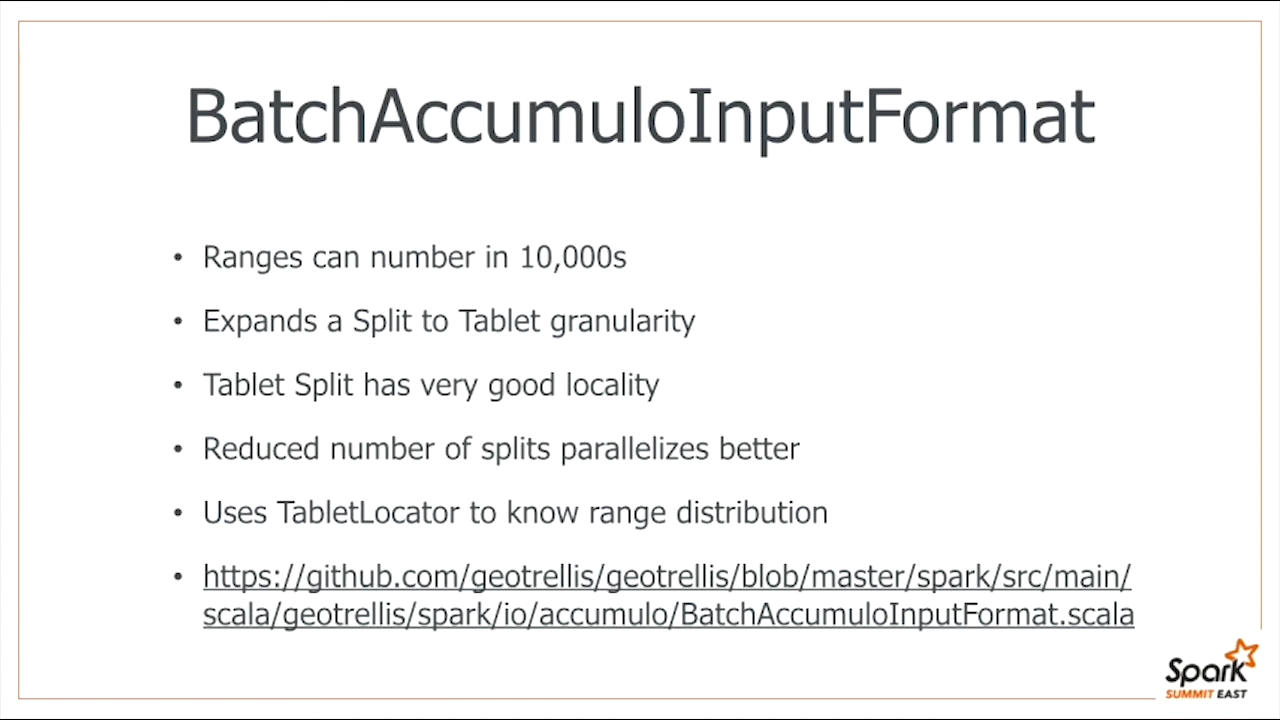 BatchAccumuloInputFormat
• Ranges can number in 10,000s
• Expands a Split to Tablet granularity
• Tablet Split has very good locality
• Reduced number of splits parallelizes better
• Uses TabletLocator to know range distribution
• https://github.com/geotrellis/geotrellis/blob/master/spark/src/main/
scala/geotrellis/spark/io/accumulo/BatchAccumuloInputFormat.scala
Spark
SUMMIT EAST